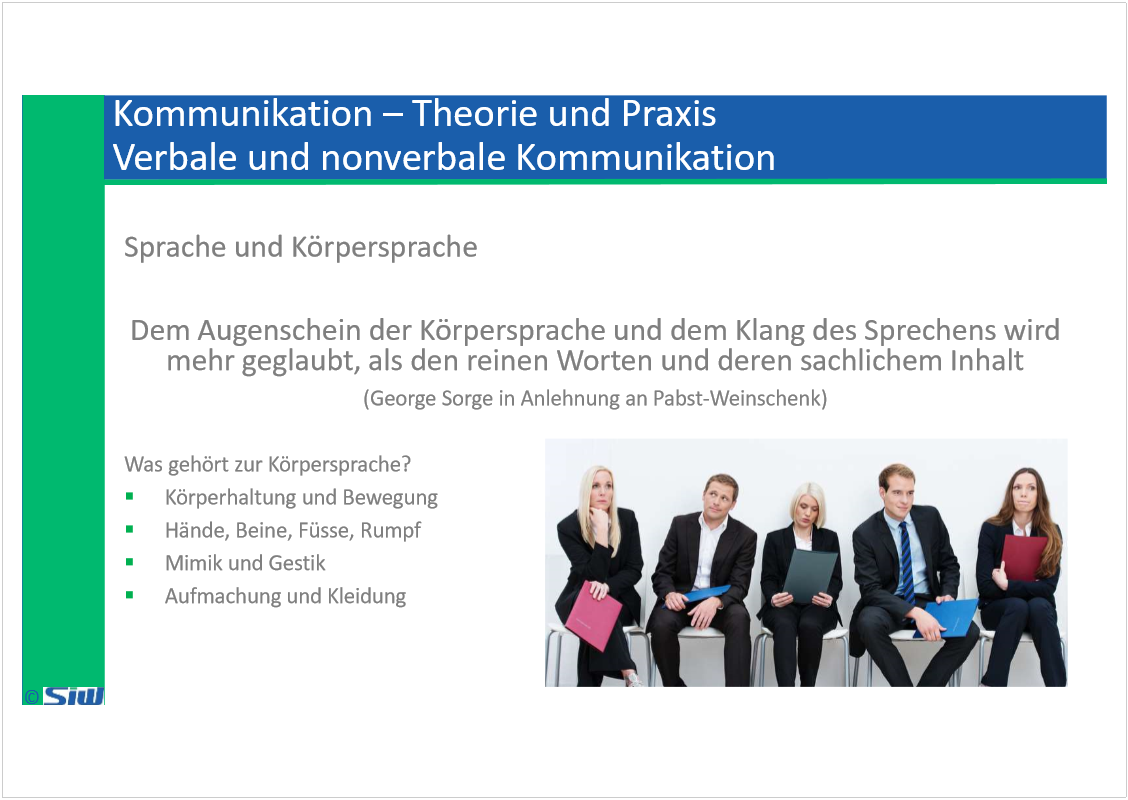 Kommunikation – Theorie und Praxis
Verbale und nonverbale Kommunikation
Sprache und Körpersprache
Dem Augenschein der Körpersprache und dem Klang des Sprechens wird
mehr geglaubt, als den reinen Worten und deren sachlichem Inhalt
(George Sorge in Anlehnung an Pabst-Weinschenk)
Was gehört zur Körpersprache?
▪ Körperhaltung und Bewegung
▪ Hände, Beine, Füsse, Rumpf
▪ Mimik und Gestik
▪ Aufmachung und Kleidung
© SIW